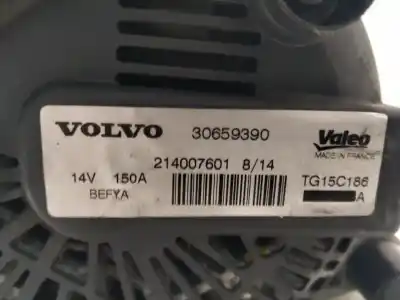 VOLVO 30659390 Valeo
MADE IN FRANCE
214007601 8/14
14V 150A TG15C186
BEFYA A